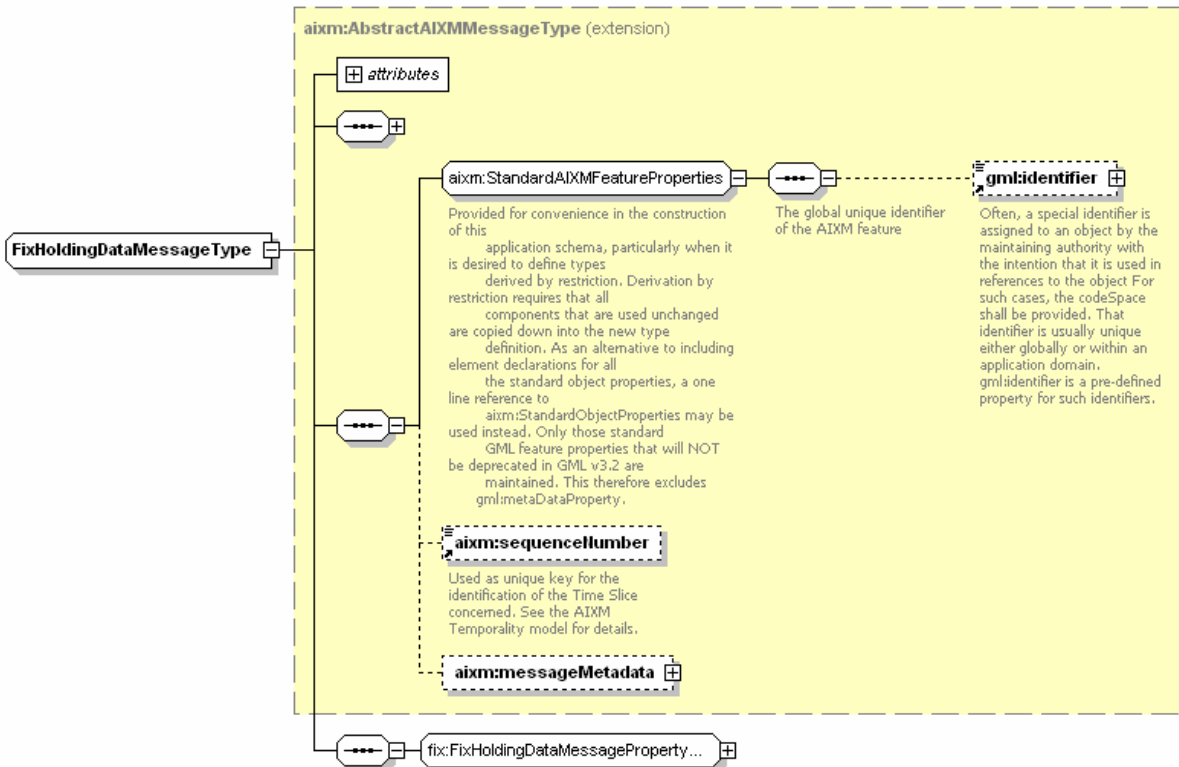 aixm:AbstractAIXMMessageType (extension)
attributes
aixm:StandardAIXMFeatureProperties
Provided for convenience in the construction
of this
application schema, particularly when it
is desired to define types
derived by restriction. Derivation by
restriction requires that all
components that are used unchanged
are copied down into the new type
definition. As an alternative to including
element declarations for all
the standard object properties, a one
line reference to
aixm:StandardObjectProperties may be
used instead. Only those standard
GML feature properties that will NOT
be deprecated in GML v3.2 are
maintained. This therefore excludes
gml:metaDataProperty.
The global unique identifier
of the AIXM feature
gml:identifier
Often, a special identifier is
assigned to an object by the
maintaining authority with
the intention that it is used in
references to the object For
such cases, the codeSpace
shall be provided. That
identifier is usually unique
either globally or within an
application domain.
gml:identifier is a pre-defined
property for such identifiers.
FixHoldingDataMessageType
aixm:sequenceNumber
Used as unique key for the
identification of the Time Slice
concerned. See the AIXM
Temporality model for details.
aixm:messageMetadata
fix:FixHoldingDataMessageProperty...